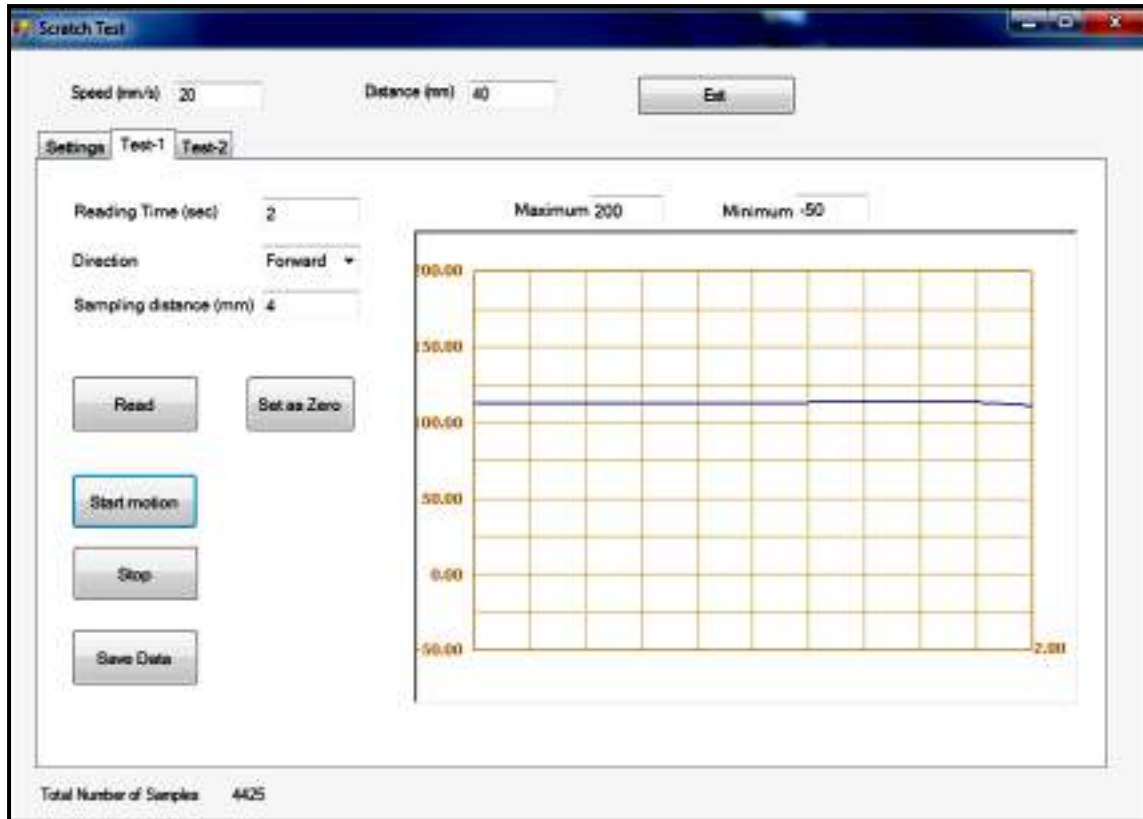 Scratch Test
Speed (mm/s) 20 Distance (mm) 40 Exit
Settings Test-1 Test-2
Reading Time (sec) 2 Maximum 200 Minimum -50
Direction Forward
200.00
Sampling distance (mm) 4
150.00
Read Set as Zero
100.00
Start motion
50.00
Stop
0.00
Save Data
-50.00 2.00
Total Number of Samples 4425